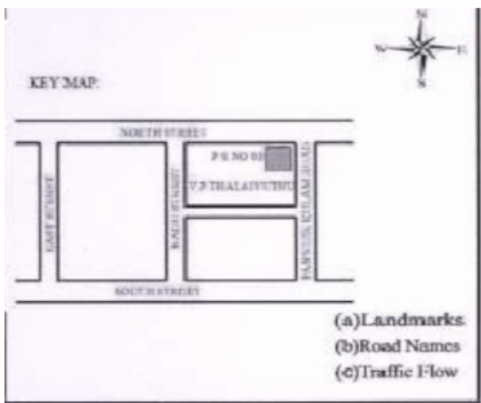 N
W E
S
KEY MAP:
NORTH STREET
P S NO 93
V.P THALAIYUTHU
EAST STREET
SOUTH STREET
(a)Landmarks
(b)Road Names
(c)Traffic Flow